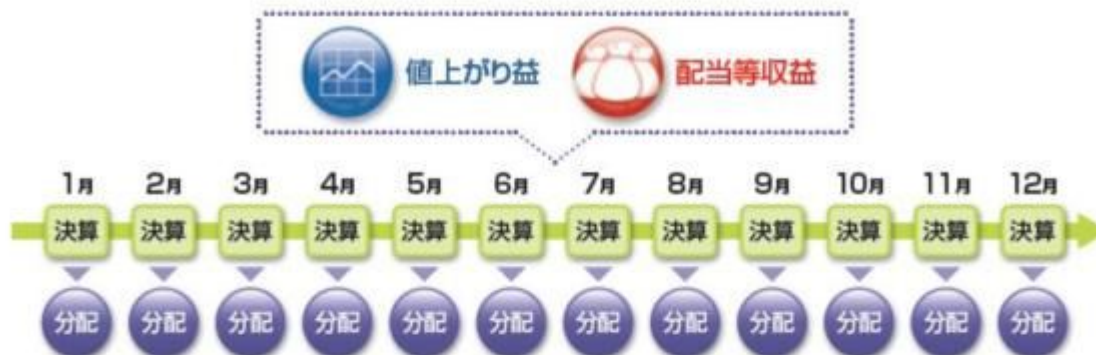 値上がり益 配当等収益
1月 2月 3月 4月 5月 6月 7月 8月 9月 10月 11月 12月
決算 決算 決算 決算 決算 決算 決算 決算 決算 決算 決算 決算
分配 分配 分配 分配 分配 分配 分配 分配 分配 分配 分配 分配